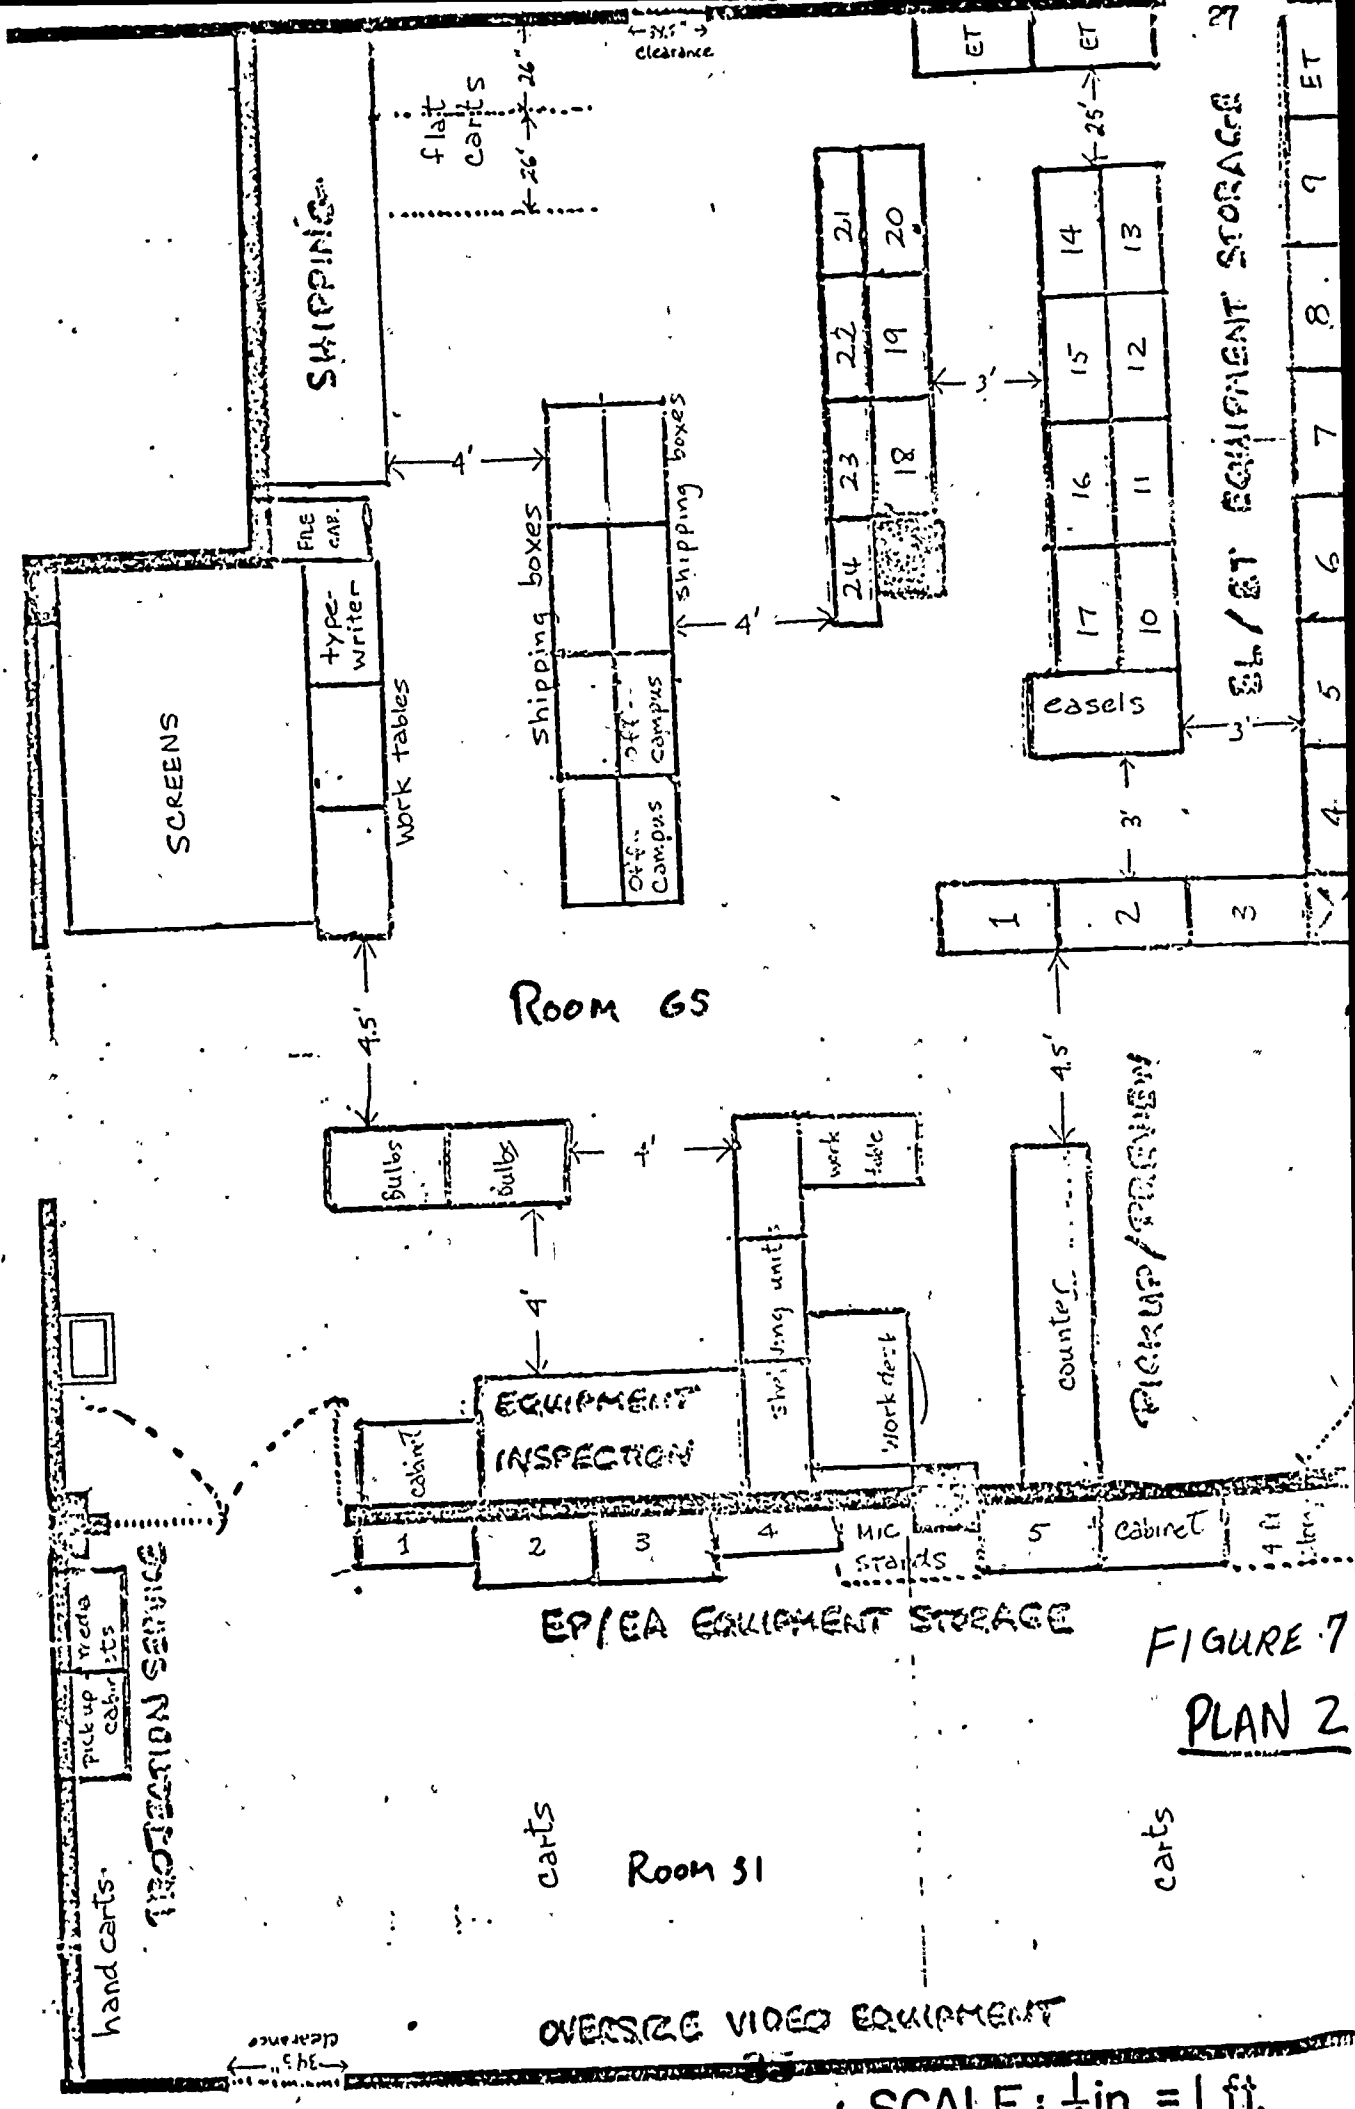 27
34.5"
clearance
ET
ET
ET
26"
26'
flat
carts
25'
SHIPPING
21
20
22
19
23
18
24
14
13
15
12
16
11
17
10
EL/ET EQUIPMENT STORAGE
9
8
7
6
5
4
3'
4'
shipping boxes
shipping boxes
4'
FILE
CAB.
type-
writer
work tables
SCREENS
off-
campus
off-
campus
easels
3'
3'
1
2
3
Room 65
4.5'
4.5'
Bulbs
Bulbs
4'
4'
work
table
shelving units
work desk
counter
PICKUP/PREVIEW
EQUIPMENT
INSPECTION
cabinet
1
2
3
4
MIC
stands
5
cabinet
4 ft
EP/EA EQUIPMENT STORAGE
media
pick up
hand carts
FIGURE 7
PLAN 2
carts
Room 31
carts
34.5"
clearance
OVERSIZE VIDEO EQUIPMENT
SCALE:
in. = 1 ft.